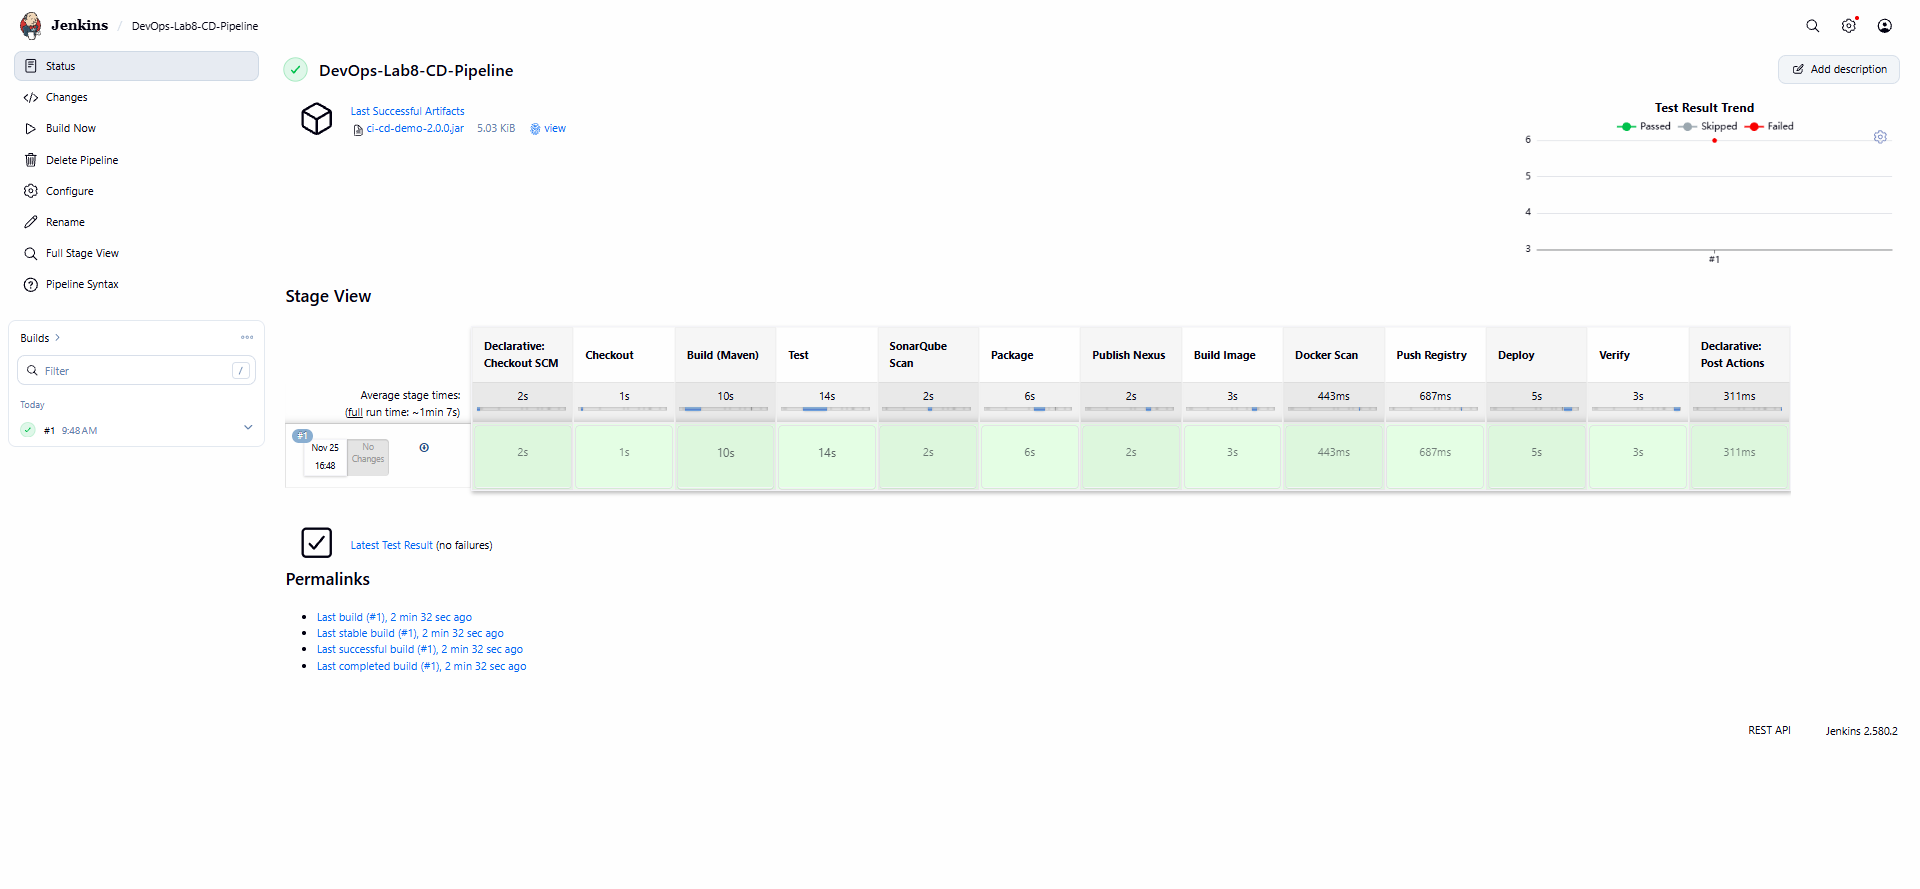 Jenkins / DevOps-Lab8-CD-Pipeline
Status
Changes
Build Now
Delete Pipeline
Configure
Rename
Full Stage View
Pipeline Syntax
Builds
Filter /
Today
#1 9:48 AM
DevOps-Lab8-CD-Pipeline
Add description
Last Successful Artifacts
ci-cd-demo-2.0.0.jar 5.03 KiB view
Test Result Trend
Passed Skipped Failed
6
5
4
3
#1
Stage View
Declarative: Checkout SCM
Checkout
Build (Maven)
Test
SonarQube Scan
Package
Publish Nexus
Build Image
Docker Scan
Push Registry
Deploy
Verify
Declarative: Post Actions
Average stage times:
(full run time: ~1min 7s)
2s 1s 10s 14s 2s 6s 2s 3s 443ms 687ms 5s 3s 311ms
#1
Nov 25
16:48
No Changes
2s 1s 10s 14s 2s 6s 2s 3s 443ms 687ms 5s 3s 311ms
Latest Test Result (no failures)
Permalinks
Last build (#1), 2 min 32 sec ago
Last stable build (#1), 2 min 32 sec ago
Last successful build (#1), 2 min 32 sec ago
Last completed build (#1), 2 min 32 sec ago
REST API
Jenkins 2.580.2